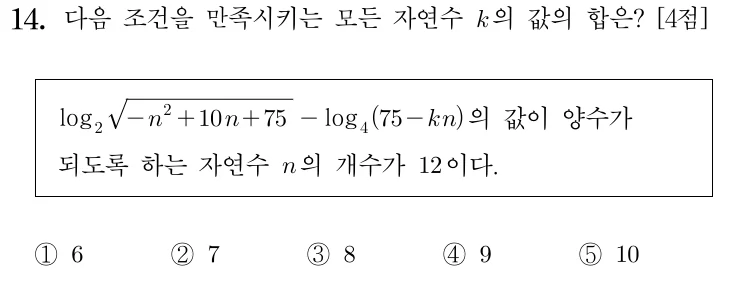 14. 다음 조건을 만족시키는 모든 자연수 k의 값의 합은? [4점]
log₂√(−n²+10n+75) − log₄(75−kn)의 값이 양수가
되도록 하는 자연수 n의 개수가 12이다.
① 6 ② 7 ③ 8 ④ 9 ⑤ 10